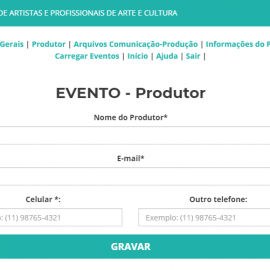 DE ARTISTAS E PROFISSIONAIS DE ARTE E CULTURA
Gerais | Produtor | Arquivos Comunicação-Produção | Informações do
Carregar Eventos | Início | Ajuda | Sair |
EVENTO - Produtor
Nome do Produtor*
E-mail*
Celular *: Outro telefone:
: (11) 98765-4321 Exemplo: (11) 98765-4321
GRAVAR